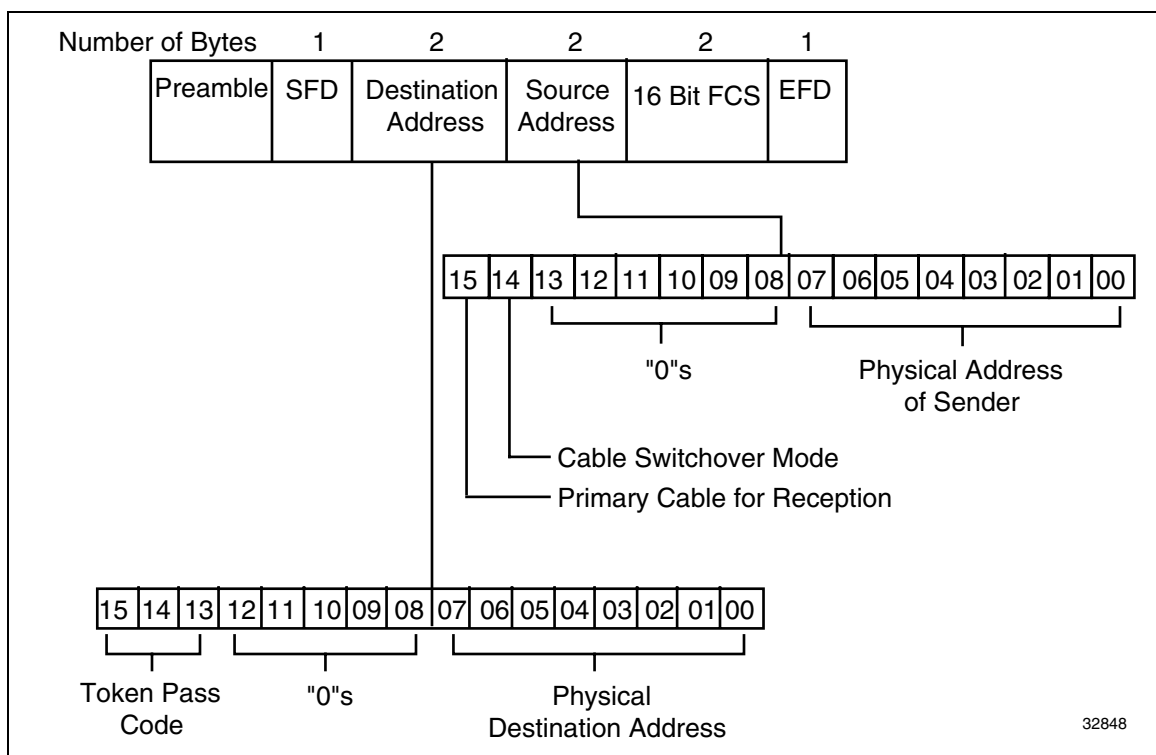 Number of Bytes 1 2 2 2 1
Preamble SFD Destination Address Source Address 16 Bit FCS EFD
15 14 13 12 11 10 09 08 07 06 05 04 03 02 01 00
"0"s
Physical Address
of Sender
Cable Switchover Mode
Primary Cable for Reception
15 14 13 12 11 10 09 08 07 06 05 04 03 02 01 00
Token Pass
Code
"0"s
Physical
Destination Address
32848